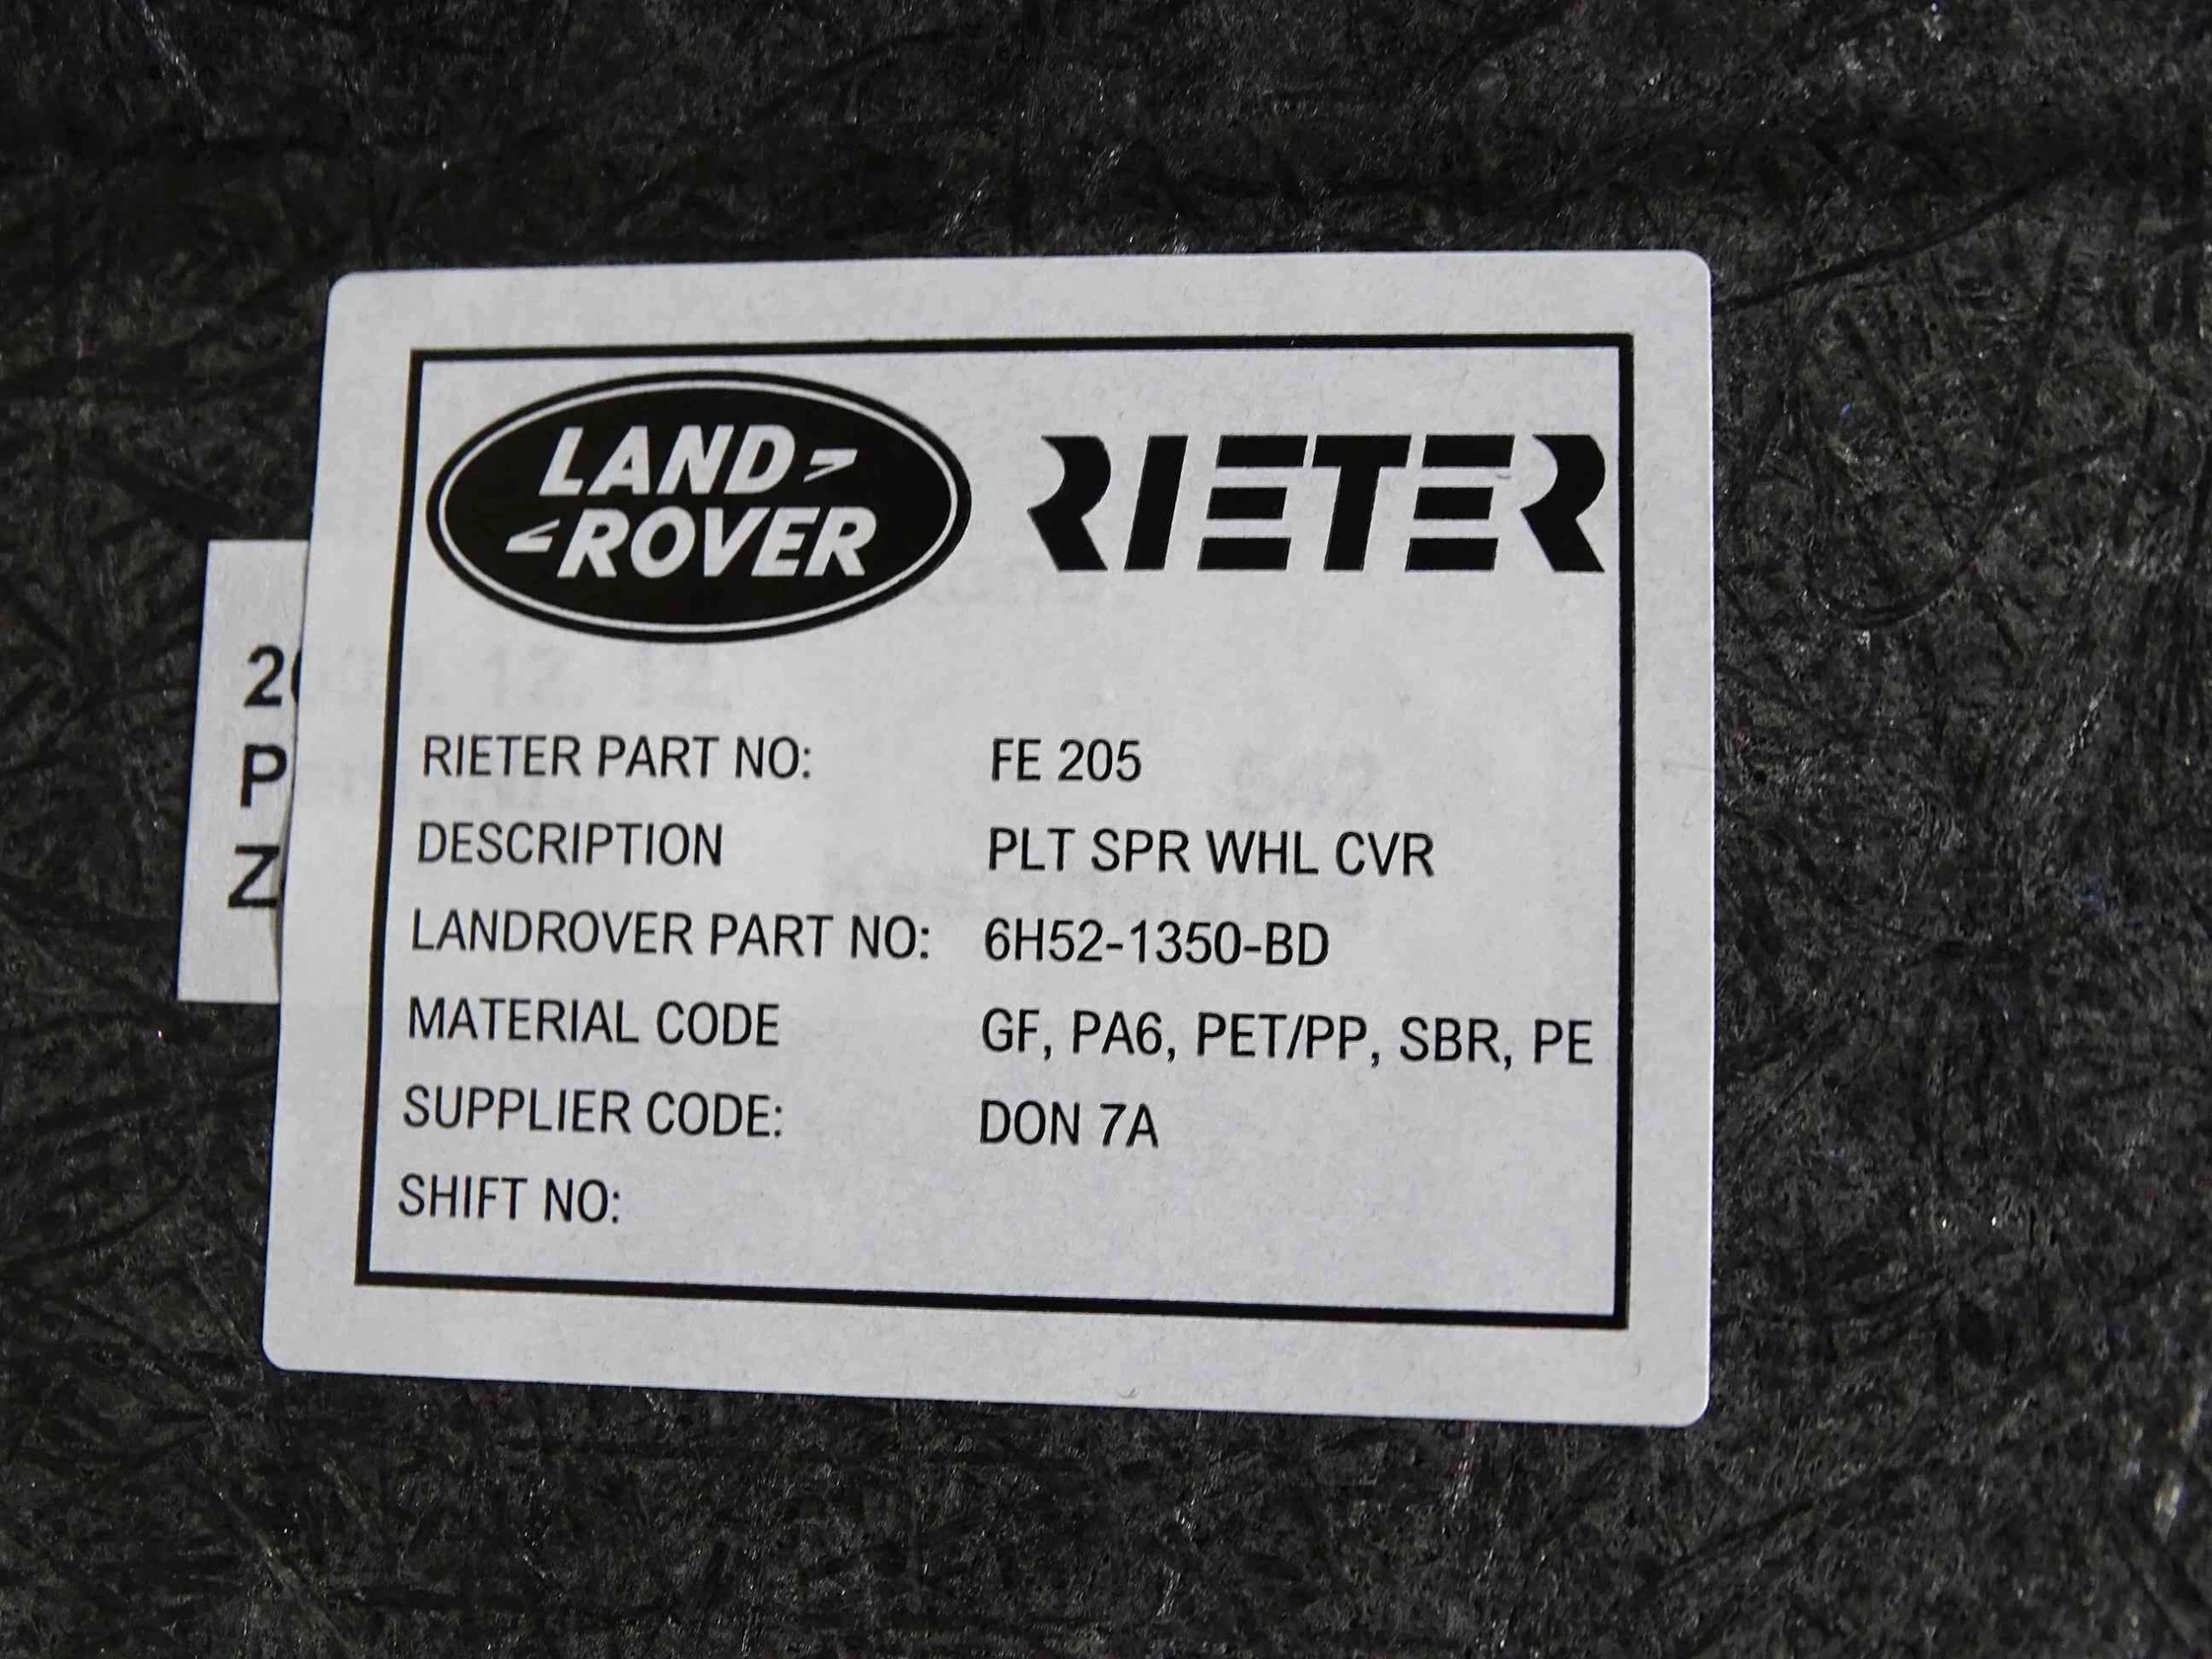 LAND
ROVER
RIETER
RIETER PART NO: FE 205
DESCRIPTION PLT SPR WHL CVR
LANDROVER PART NO: 6H52-1350-BD
MATERIAL CODE GF, PA6, PET/PP, SBR, PE
SUPPLIER CODE: DON 7A
SHIFT NO: